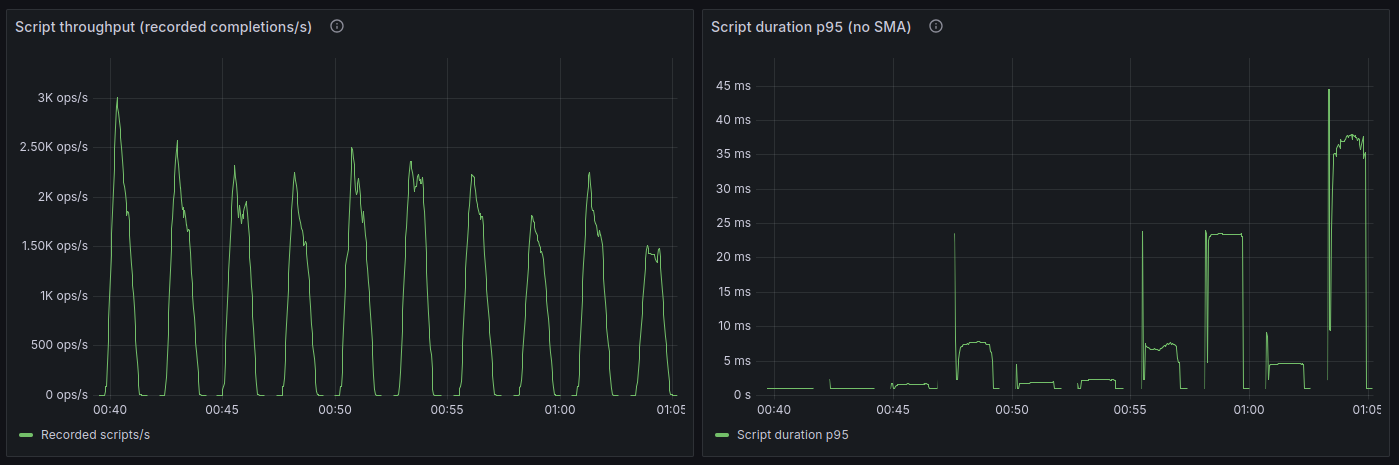 Script throughput (recorded completions/s)
3K ops/s
2.50K ops/s
2K ops/s
1.50K ops/s
1K ops/s
500 ops/s
0 ops/s
00:40 00:45 00:50 00:55 01:00 01:05
Recorded scripts/s
Script duration p95 (no SMA)
45 ms
40 ms
35 ms
30 ms
25 ms
20 ms
15 ms
10 ms
5 ms
0 s
00:40 00:45 00:50 00:55 01:00 01:05
Script duration p95